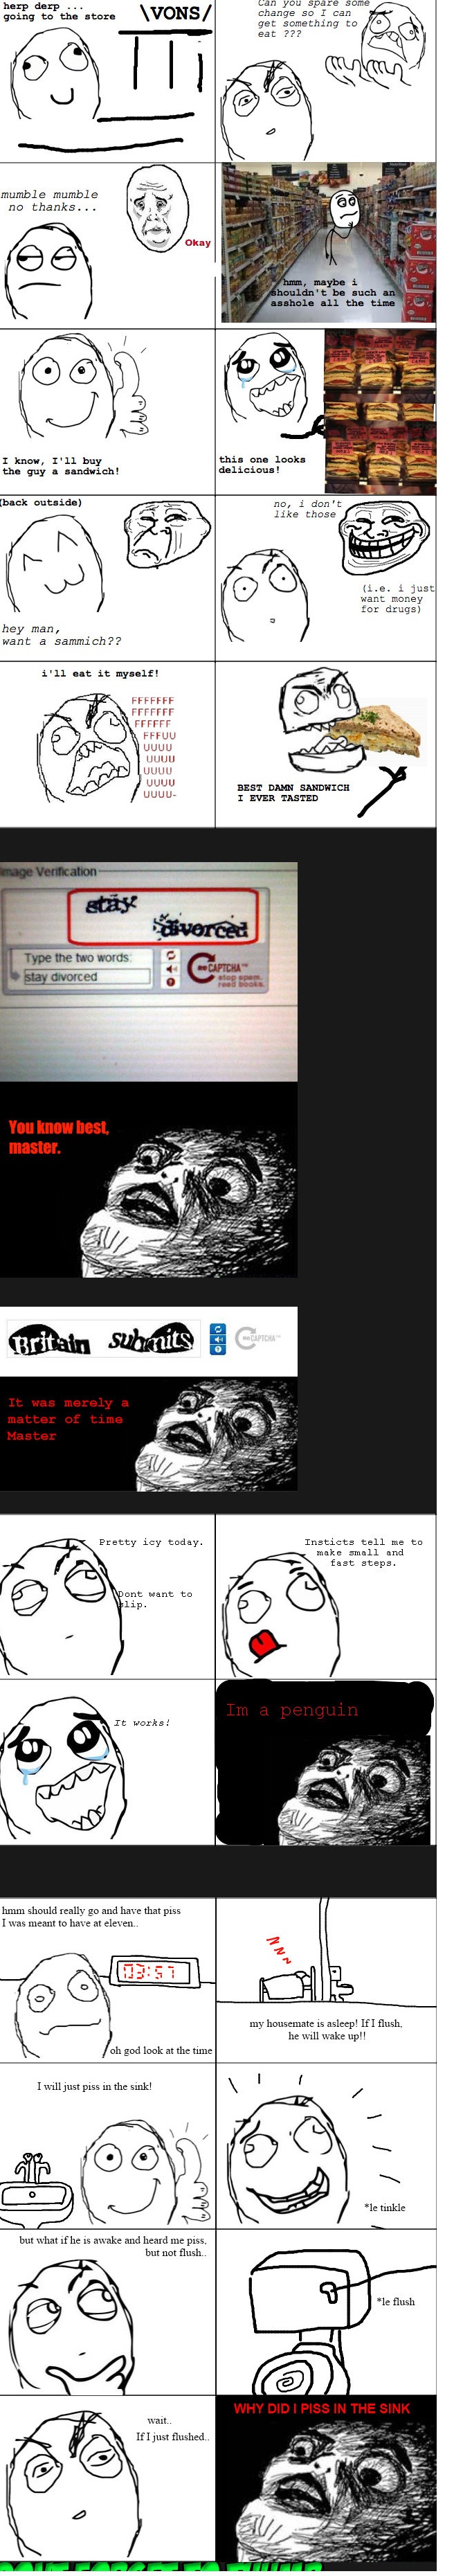 herp derp ...
going to the store
\VONS/
Can you spare some
change so I can
get something to
eat ???
mumble mumble
no thanks...
Okay
hmm, maybe i
shouldn't be such an
asshole all the time
I know, I'll buy
the guy a sandwich!
this one looks
delicious!
(back outside)
hey man,
want a sammich??
no, i don't
like those
(i.e. i just
want money
for drugs)
i'll eat it myself!
FFFFFFF
FFFFFFF
FFFFFF
FFFUU
UUUU
UUUU
UUUU
UUUU
UUUU-
BEST DAMN SANDWICH
I EVER TASTED
Image Verification
stay
divorced
Type the two words:
stay divorced
reCAPTCHA™
stop spam.
read books.
You know best,
master.
Britain submits
reCAPTCHA™
It was merely a
matter of time
Master
Pretty icy today.
Dont want to
slip.
Insticts tell me to
make small and
fast steps.
It works!
Im a penguin
hmm should really go and have that piss
I was meant to have at eleven..
03:57
oh god look at the time
ZZZ
my housemate is asleep! If I flush,
he will wake up!!
I will just piss in the sink!
*le tinkle
but what if he is awake and heard me piss,
but not flush..
*le flush
wait..
If I just flushed..
WHY DID I PISS IN THE SINK